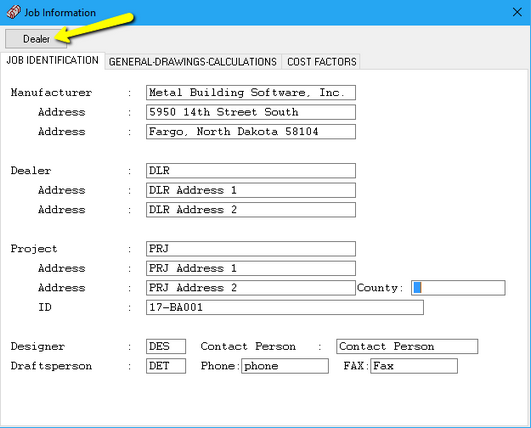 Job Information
Dealer
JOB IDENTIFICATION GENERAL-DRAWINGS-CALCULATIONS COST FACTORS
Manufacturer : Metal Building Software, Inc.
Address : 5950 14th Street South
Address : Fargo, North Dakota 58104
Dealer : DLR
Address : DLR Address 1
Address : DLR Address 2
Project : PRJ
Address : PRJ Address 1
Address : PRJ Address 2 County:
ID : 17-BA001
Designer : DES Contact Person : Contact Person
Draftsperson : DET Phone: phone FAX: Fax